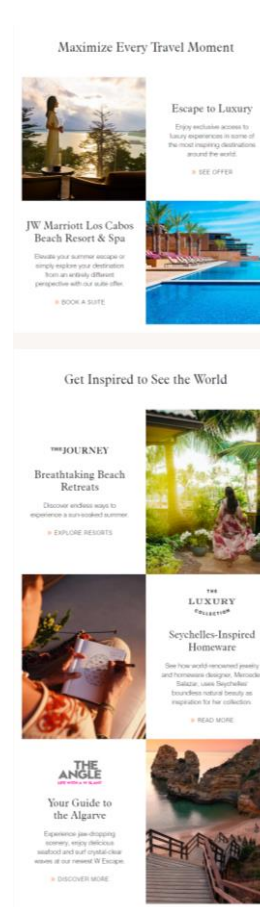 Maximize Every Travel Moment
Escape to Luxury
Enjoy exclusive access to
luxury experiences in some of
the most inspiring destinations
around the world.
» SEE OFFER
JW Marriott Los Cabos
Beach Resort & Spa
Elevate your summer escape or
simply explore your destination
from an entirely different
perspective with our suite offer.
» BOOK A SUITE
Get Inspired to See the World
THE JOURNEY
Breathtaking Beach
Retreats
Discover endless ways to
experience a sun-soaked summer.
» EXPLORE RESORTS
THE
LUXURY
COLLECTION
Seychelles-Inspired
Homeware
See how world-renowned jewelry
and homeware designer, Mercedes
Salazar, uses Seychelles'
boundless natural beauty as
inspiration for her collection.
» READ MORE
THE
ANGLE
Your Guide to
the Algarve
Experience jaw-dropping
scenery, enjoy delicious
seafood and surf crystal-clear
waves at our newest W Escape.
» DISCOVER MORE